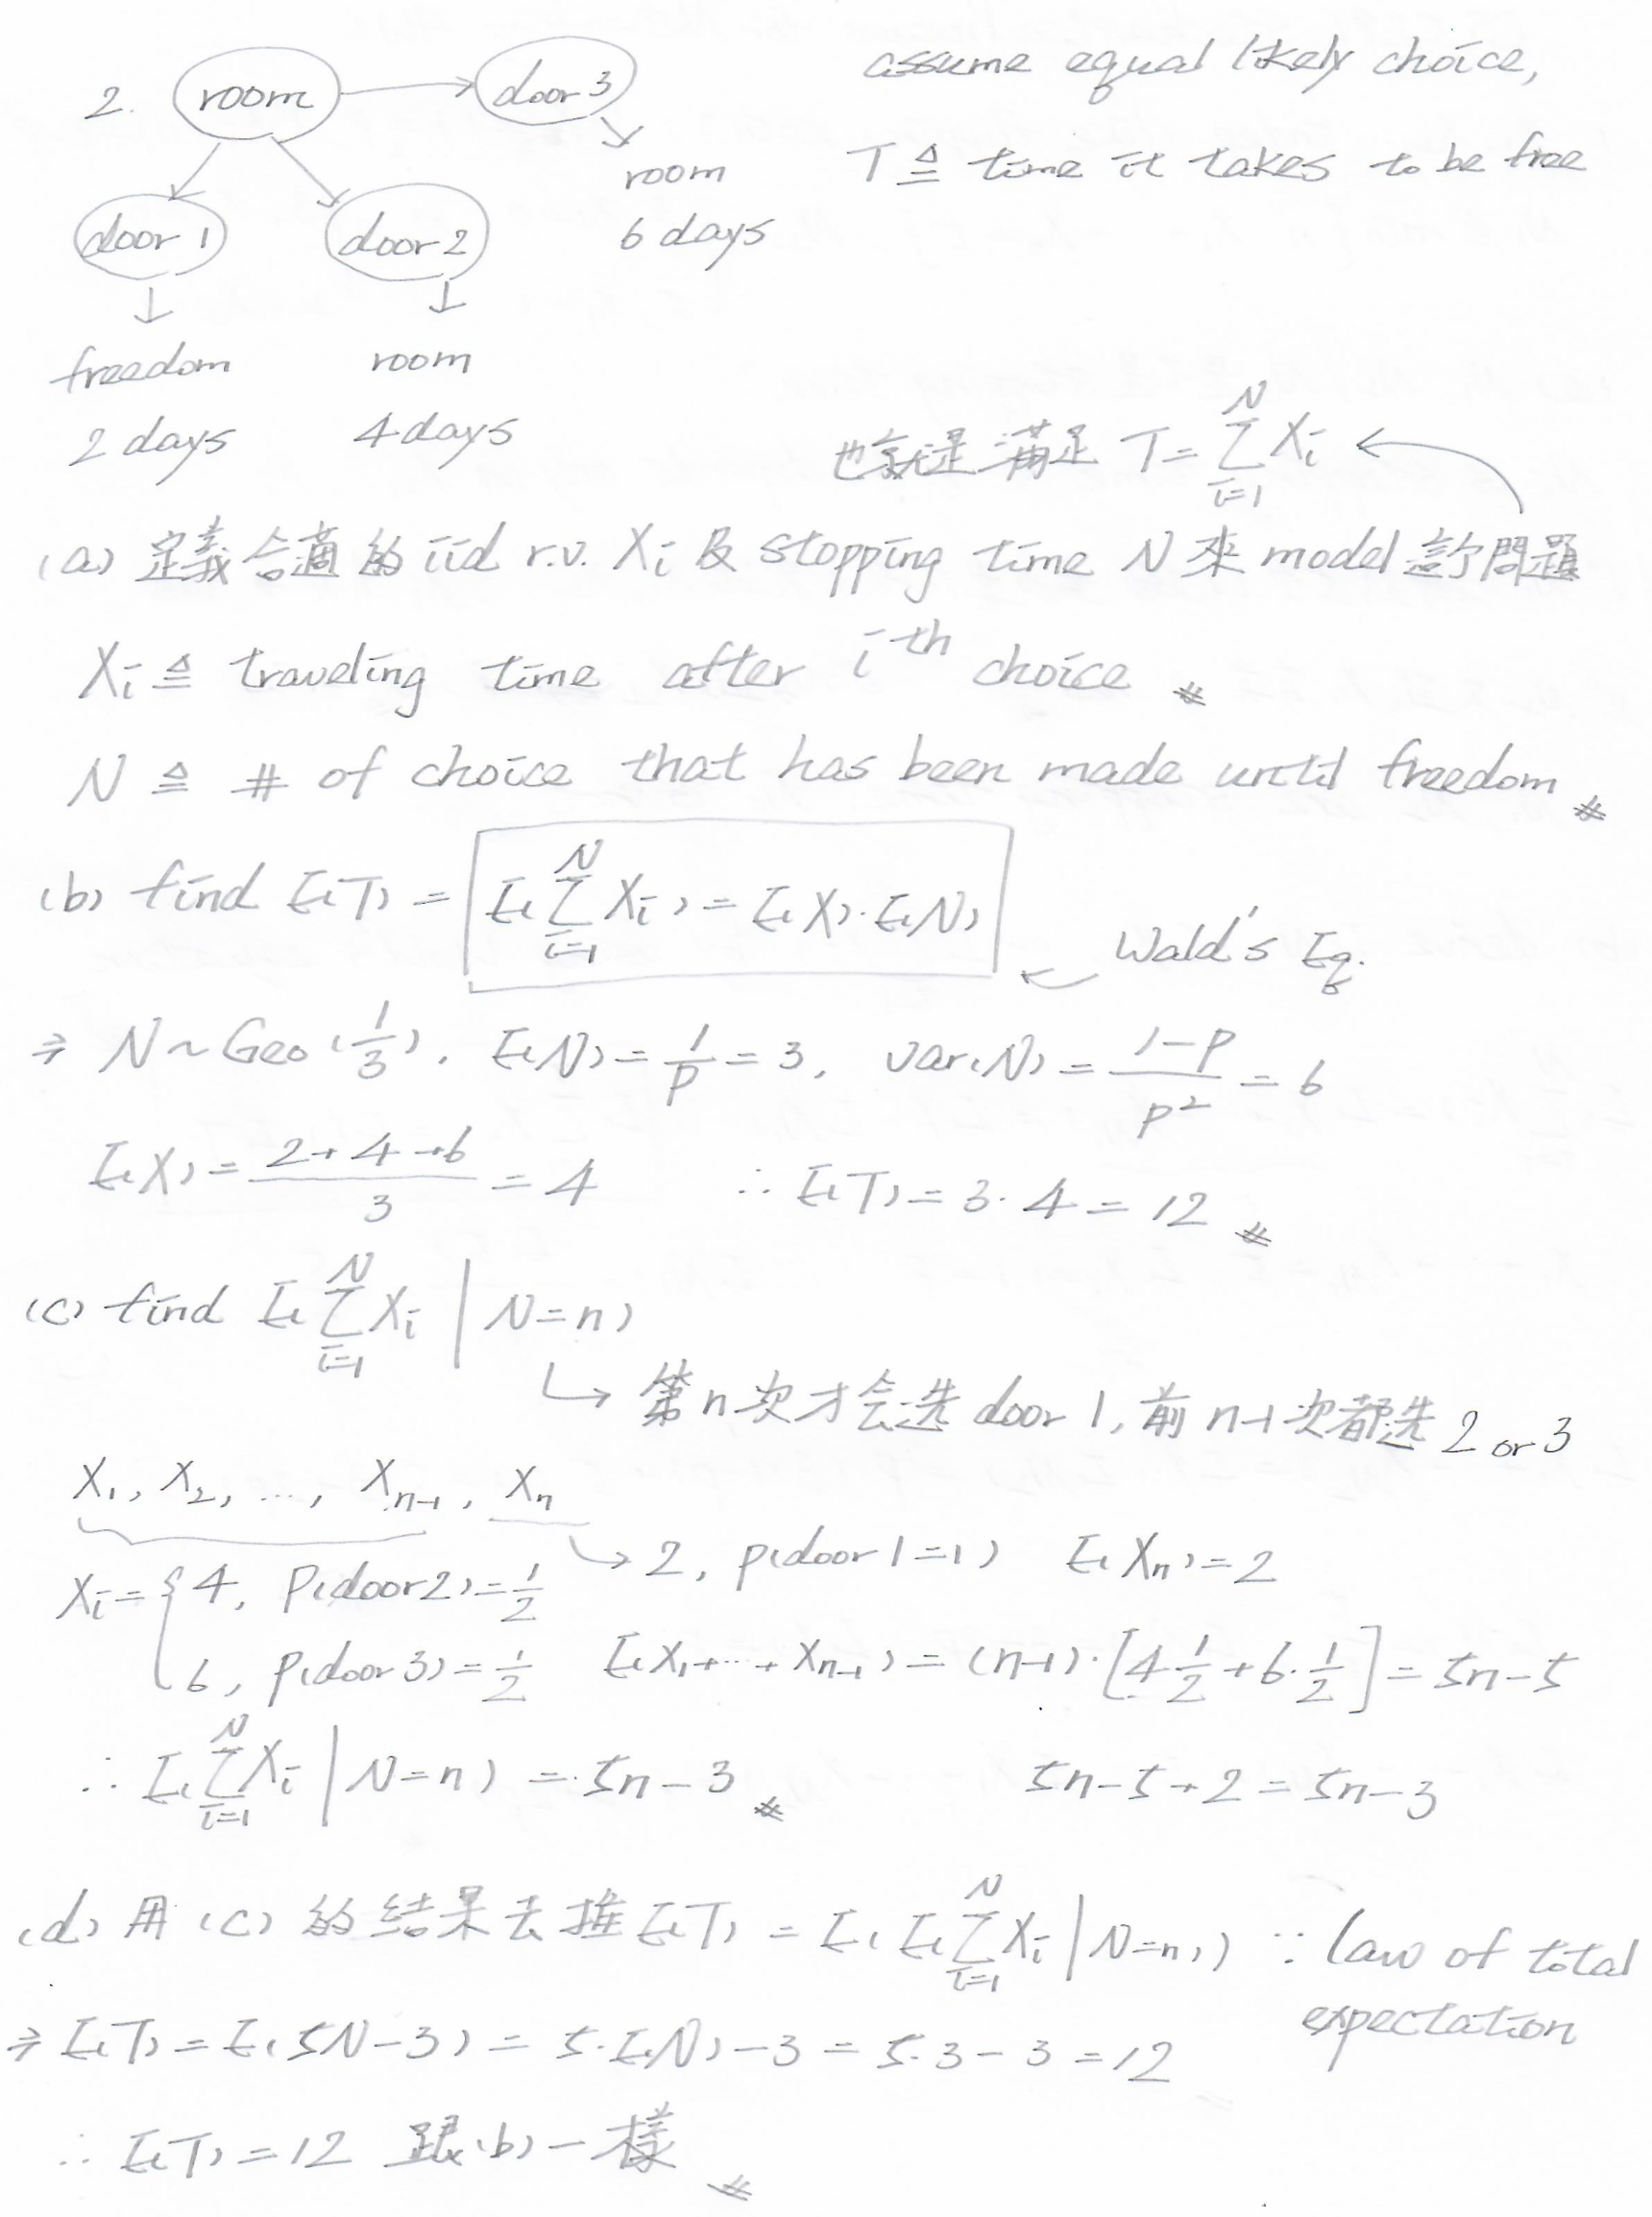 2. room → door 3
assume equal likely choice,
room
6 days
T ≜ time it takes to be free
door 1
door 2
↓
↓
freedom
room
2 days
4 days
也就是滿足 T = Σ_{i=1}^{N} X_i ←
(a) 定義合適的 iid r.v. X_i 及 stopping time N 來 model 這個問題
X_i ≜ traveling time after i^th choice #
N ≜ # of choice that has been made until freedom #
(b) find E(T) = E(Σ_{i=1}^{N} X_i) = E(X)·E(N)
← Wald's Eq.
⇒ N ~ Geo(1/3), E(N) = 1/p = 3, var(N) = (1-p)/p² = 6
E(X) = (2+4+6)/3 = 4 ∴ E(T) = 3·4 = 12 #
(c) find E(Σ_{i=1}^{N} X_i | N=n)
↳ 第n次才会选 door 1, 前 n-1次都选 2 or 3
X_1, X_2, ..., X_{n-1}, X_n
→ 2, p(door 1 = 1) E(X_n) = 2
X_i = { 4, P(door 2) = 1/2
6, p(door 3) = 1/2 E(X_1+...+X_{n-1}) = (n-1)·[4 1/2 + 6·1/2] = 5n-5
∴ E(Σ_{i=1}^{N} X_i | N=n) = 5n-3 # 5n-5+2 = 5n-3
(d) 用 (c) 的結果去推 E(T) = E(E(Σ_{i=1}^{N} X_i | N=n)) ∵ law of total
expectation
⇒ E(T) = E(5N-3) = 5·E(N)-3 = 5·3-3 = 12
∴ E(T) = 12 跟(b)一樣 #